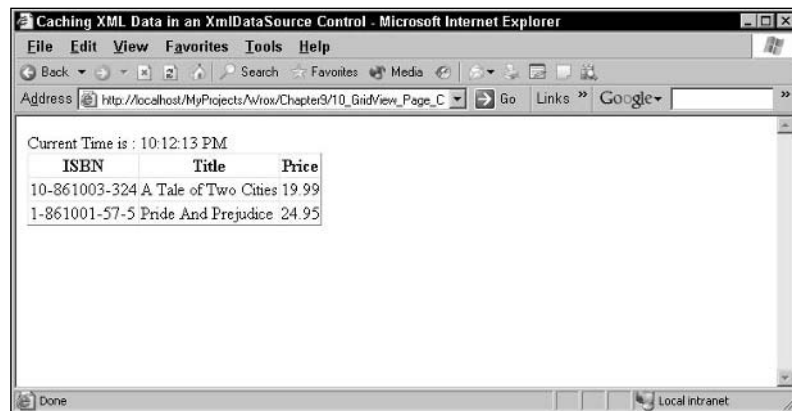 Caching XML Data in an XmlDataSource Control - Microsoft Internet Explorer
File Edit View Favorites Tools Help
Back Search Favorites Media
Address http://localhost/MyProjects/Wrox/Chapter9/10_GridView_Page_C Go Links » Google »
Current Time is : 10:12:13 PM
ISBN Title Price
10-861003-324 A Tale of Two Cities 19.99
1-861001-57-5 Pride And Prejudice 24.95
Done Local intranet